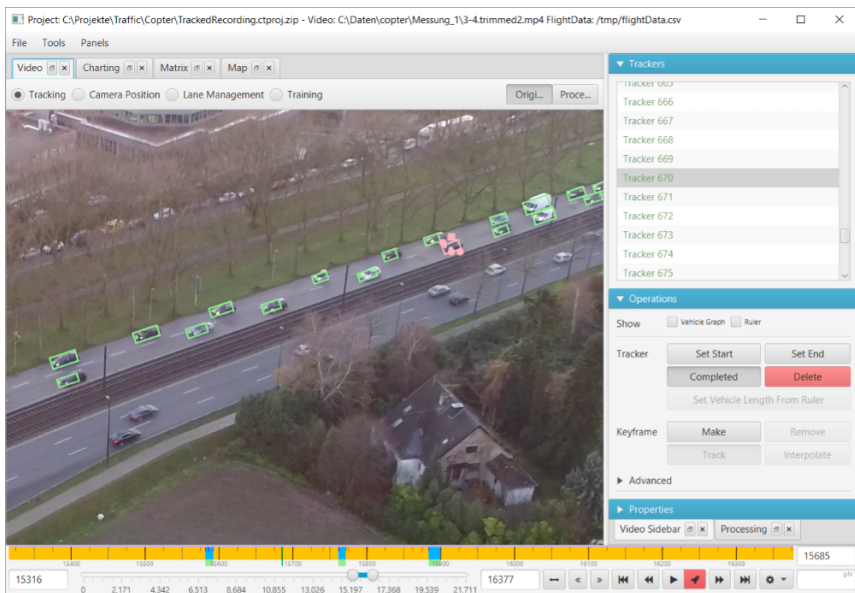 Project: C:\Projekte\Traffic\Copter\TrackedRecording.ctproj.zip - Video: C:\Daten\copter\Messung_1\3-4.trimmed2.mp4 FlightData: /tmp/flightData.csv
File Tools Panels
Video Charting Matrix Map
Tracking Camera Position Lane Management Training Origi... Proce...
Trackers
Tracker 665
Tracker 666
Tracker 667
Tracker 668
Tracker 669
Tracker 670
Tracker 671
Tracker 672
Tracker 673
Tracker 674
Tracker 675
Operations
Show Vehicle Graph Ruler
Tracker Set Start Set End
Completed Delete
Set Vehicle Length From Ruler
Keyframe Make Remove
Track Interpolate
Advanced
Properties
Video Sidebar Processing
15400 15500 15600 15700 15800 15900 16000 16100 16200 16300 15685
15316 16377
0 2.171 4.342 6.513 8.684 10.855 13.026 15.197 17.368 19.539 21.711